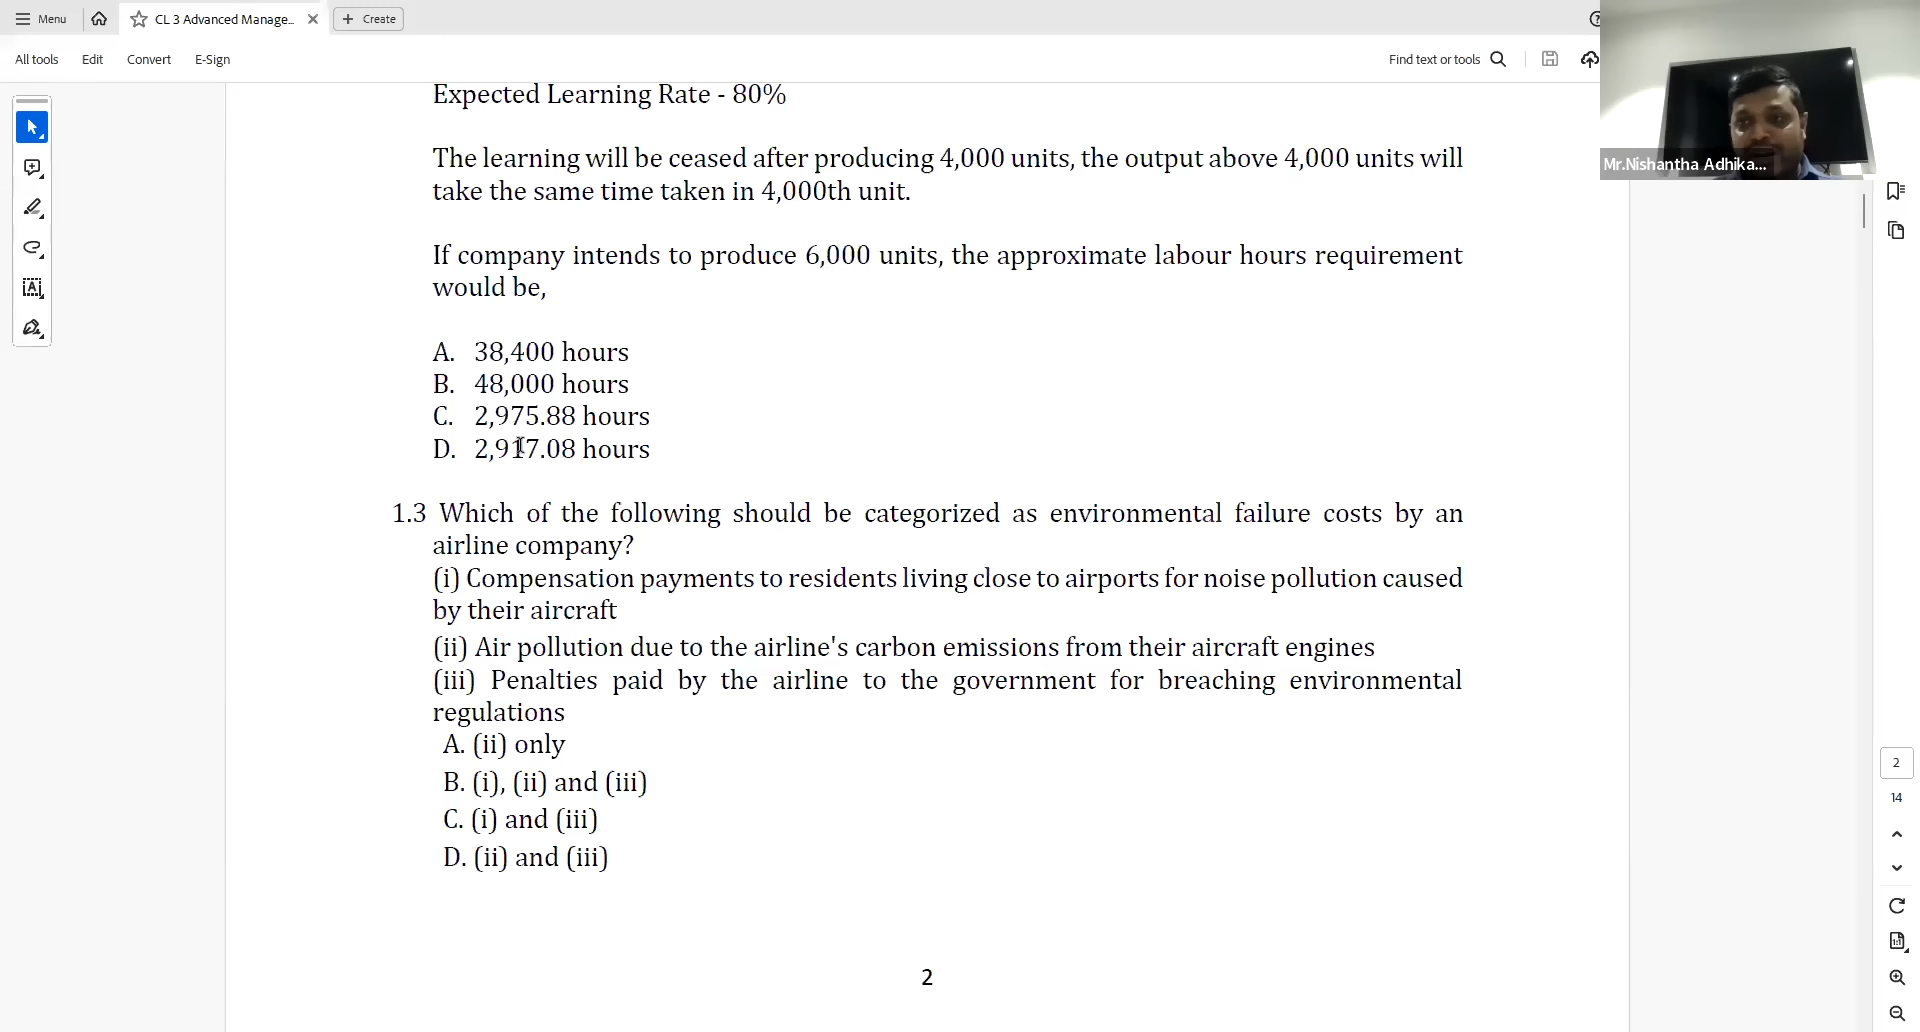 Menu
CL 3 Advanced Manage...
Create
All tools
Edit
Convert
E-Sign
Find text or tools
Mr.Nishantha Adhika...
Expected Learning Rate - 80%
The learning will be ceased after producing 4,000 units, the output above 4,000 units will
take the same time taken in 4,000th unit.
If company intends to produce 6,000 units, the approximate labour hours requirement
would be,
A. 38,400 hours
B. 48,000 hours
C. 2,975.88 hours
D. 2,917.08 hours
1.3 Which of the following should be categorized as environmental failure costs by an
airline company?
(i) Compensation payments to residents living close to airports for noise pollution caused
by their aircraft
(ii) Air pollution due to the airline's carbon emissions from their aircraft engines
(iii) Penalties paid by the airline to the government for breaching environmental
regulations
A. (ii) only
B. (i), (ii) and (iii)
C. (i) and (iii)
D. (ii) and (iii)
2
2
14